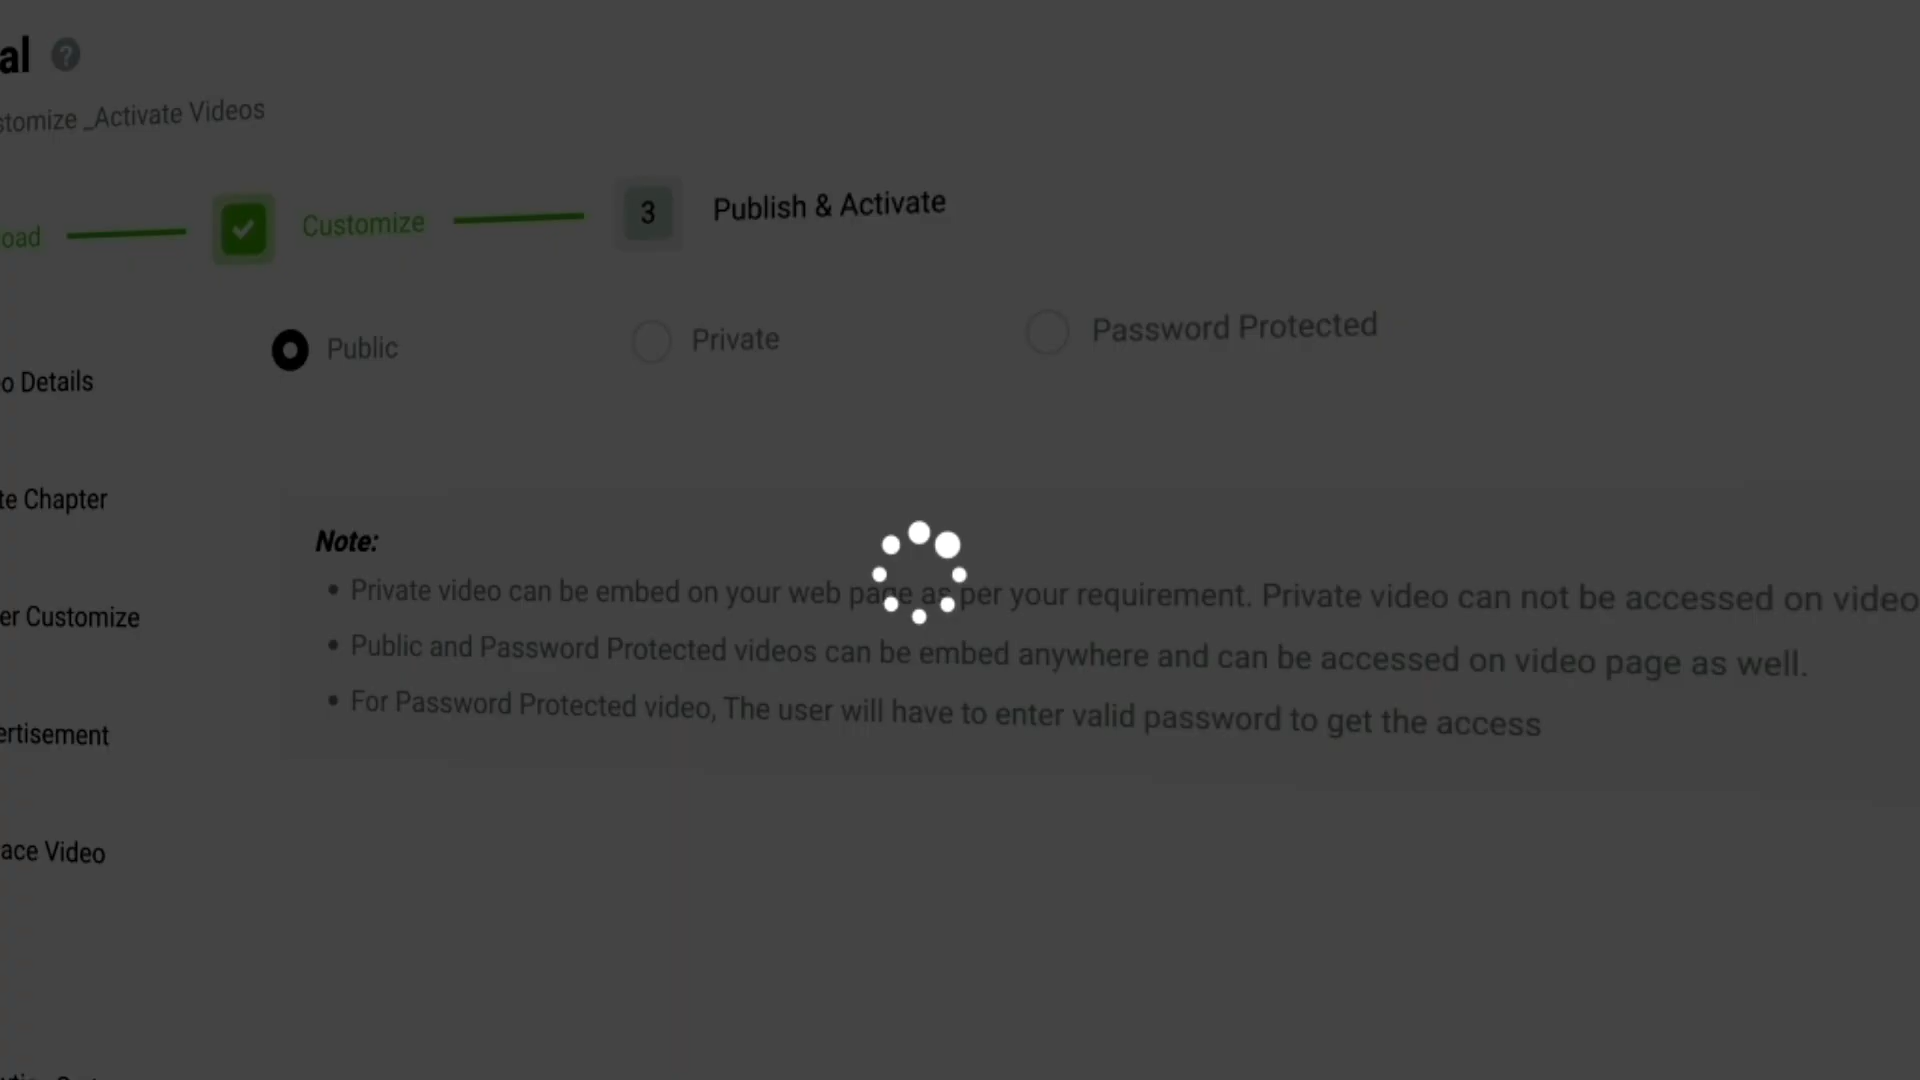 al ?
stomize _Activate Videos
oad Customize 3 Publish & Activate
Public Private Password Protected
o Details
te Chapter
Note:
• Private video can be embed on your web page as per your requirement. Private video can not be accessed on video
er Customize
• Public and Password Protected videos can be embed anywhere and can be accessed on video page as well.
• For Password Protected video, The user will have to enter valid password to get the access
ertisement
ace Video